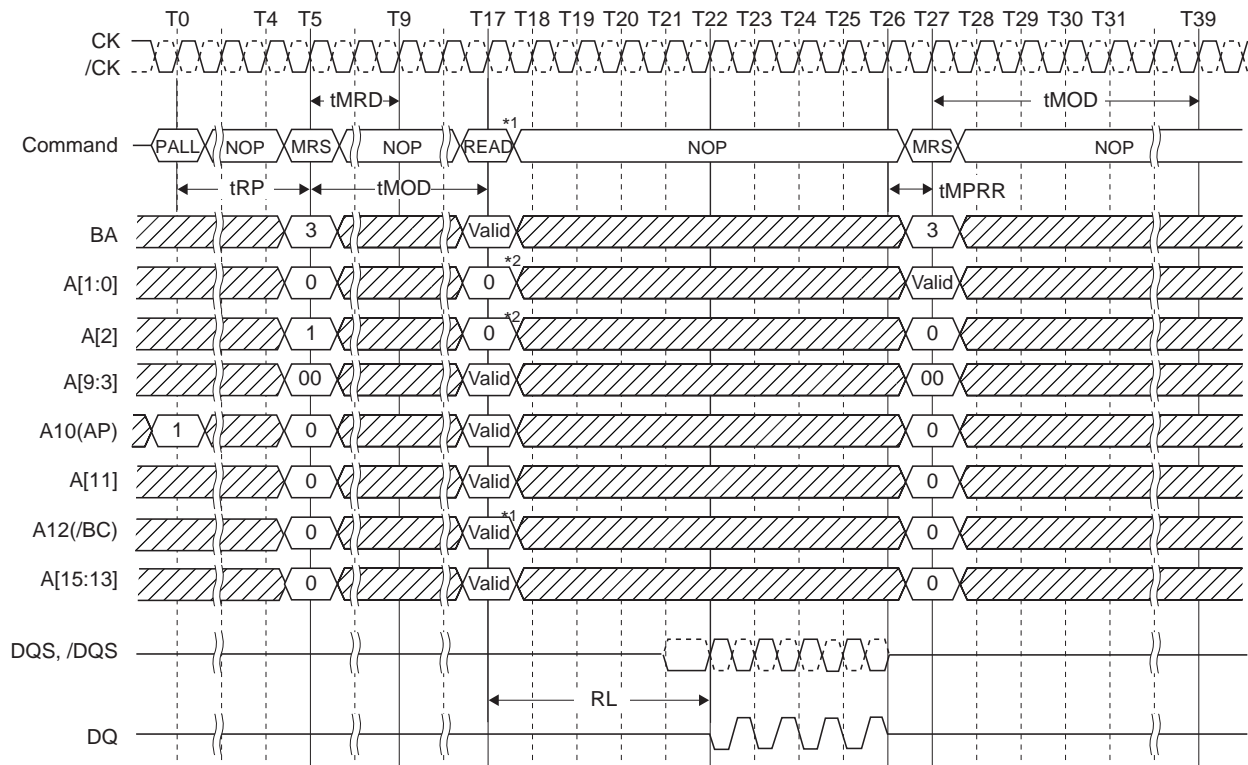 T0 T4 T5 T9 T17 T18 T19 T20 T21 T22 T23 T24 T25 T26 T27 T28 T29 T30 T31 T39
CK
/CK
tMRD tMOD
*1
Command PALL NOP MRS NOP READ NOP MRS NOP
tRP tMOD tMPRR
BA 3 Valid 3
*2
A[1:0] 0 0 Valid
*2
A[2] 1 0 0
A[9:3] 00 Valid 00
A10(AP) 1 0 Valid 0
A[11] 0 Valid 0
*1
A12(/BC) 0 Valid 0
A[15:13] 0 Valid 0
DQS, /DQS
RL
DQ